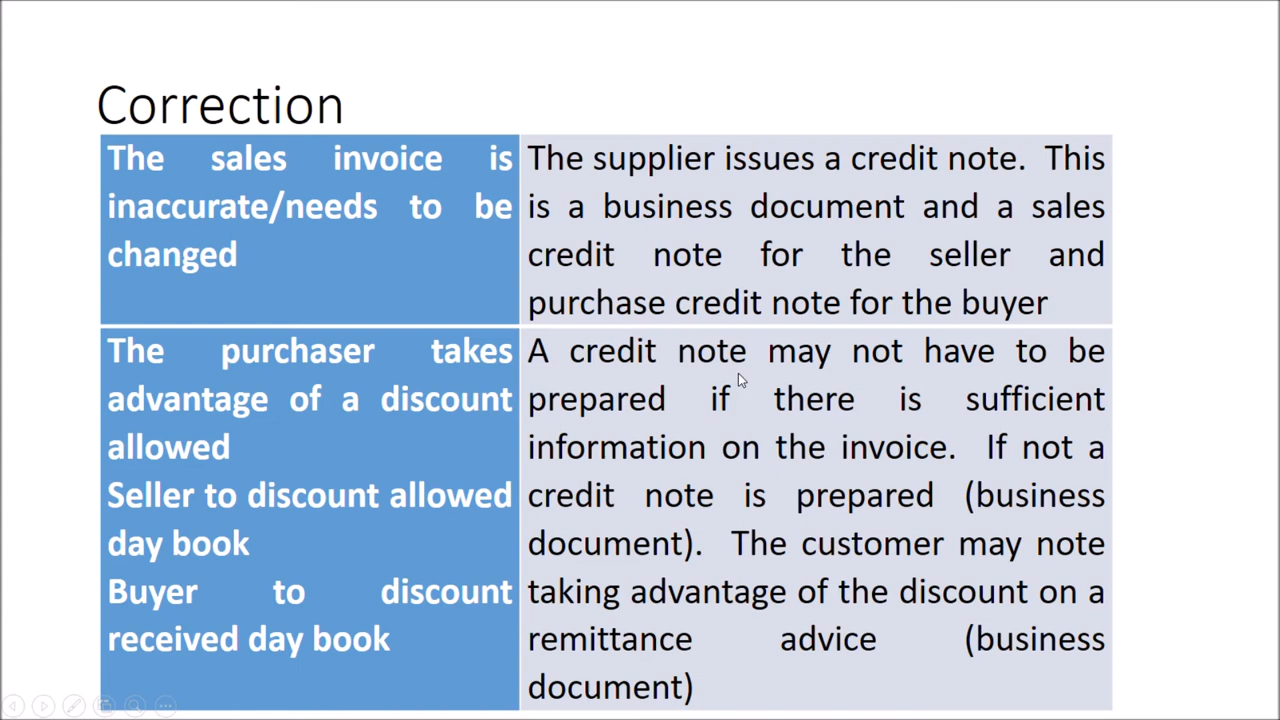 Correction
The sales invoice is
inaccurate/needs to be
changed
The supplier issues a credit note. This
is a business document and a sales
credit note for the seller and
purchase credit note for the buyer
The purchaser takes
advantage of a discount
allowed
Seller to discount allowed
day book
Buyer to discount
received day book
A credit note may not have to be
prepared if there is sufficient
information on the invoice. If not a
credit note is prepared (business
document). The customer may note
taking advantage of the discount on a
remittance advice (business
document)